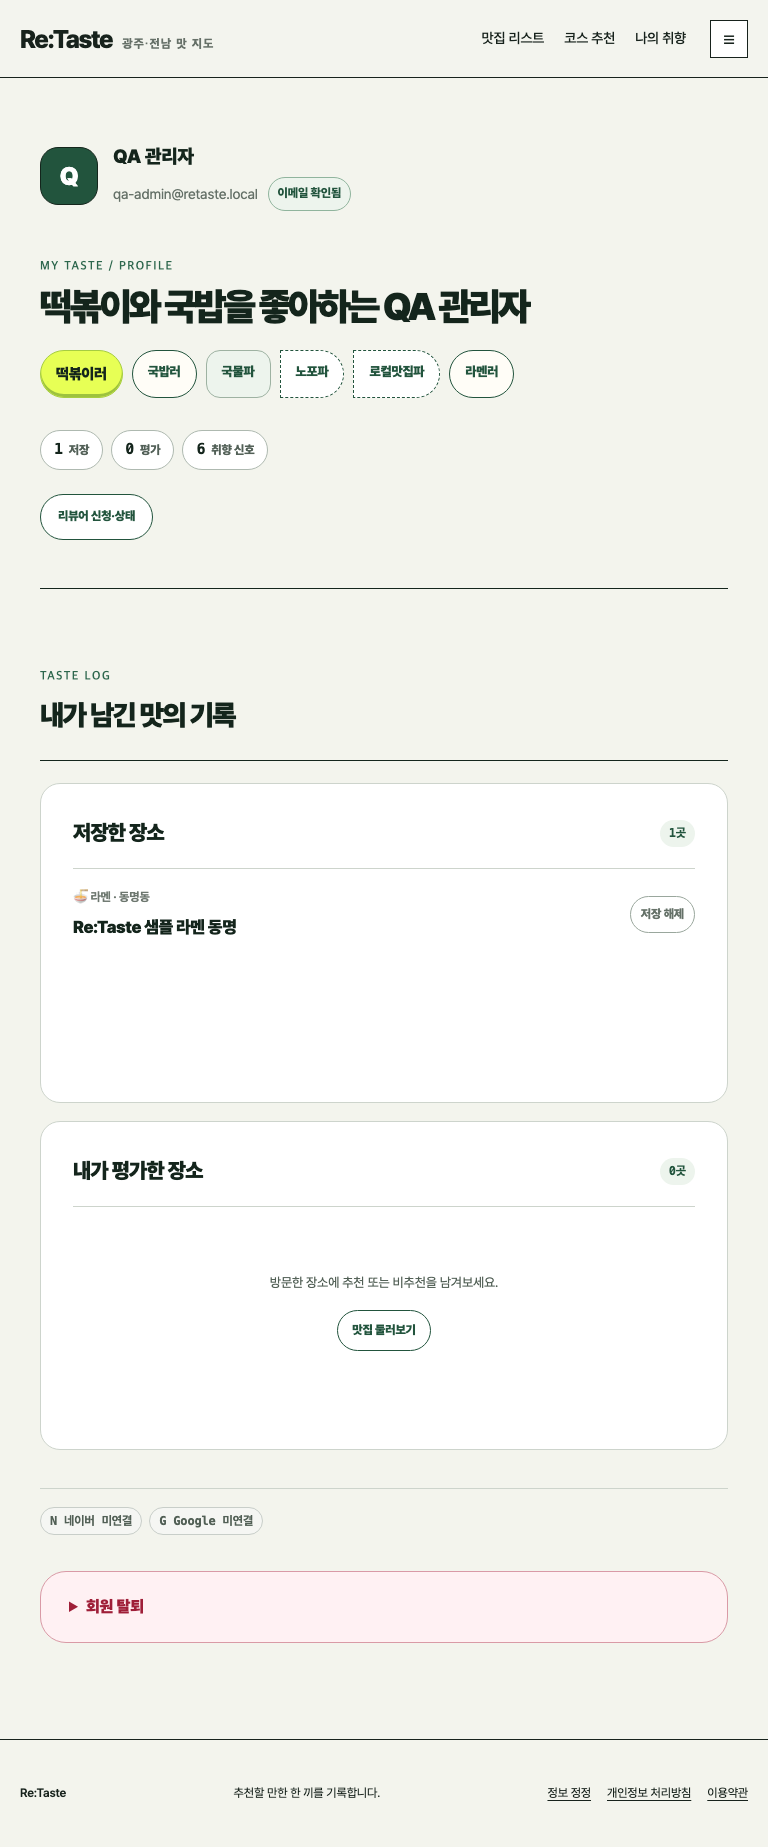 Re:Taste 광주·전남 맛 지도 맛집 리스트 코스 추천 나의 취향 ≡
Q
QA 관리자
qa-admin@retaste.local 이메일 확인됨
MY TASTE / PROFILE
떡볶이와 국밥을 좋아하는 QA 관리자
떡볶이러 국밥러 국물파 노포파 로컬맛집파 라멘러
1 저장 0 평가 6 취향 신호
리뷰어 신청·상태
TASTE LOG
내가 남긴 맛의 기록
저장한 장소 1곳
🍜 라멘 · 동명동
Re:Taste 샘플 라멘 동명 저장 해제
내가 평가한 장소 0곳
방문한 장소에 추천 또는 비추천을 남겨보세요.
맛집 둘러보기
N 네이버 미연결 G Google 미연결
▶ 회원 탈퇴
Re:Taste 추천할 만한 한 끼를 기록합니다. 정보 정정 개인정보 처리방침 이용약관